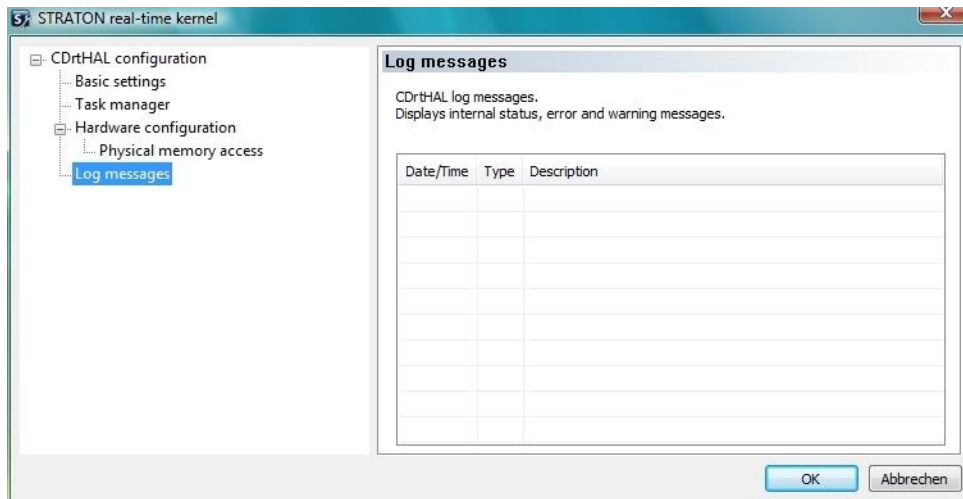 STRATON real-time kernel
CDrtHAL configuration
Basic settings
Task manager
Hardware configuration
Physical memory access
Log messages
Log messages
CDrtHAL log messages.
Displays internal status, error and warning messages.
Date/Time Type Description
OK Abbrechen